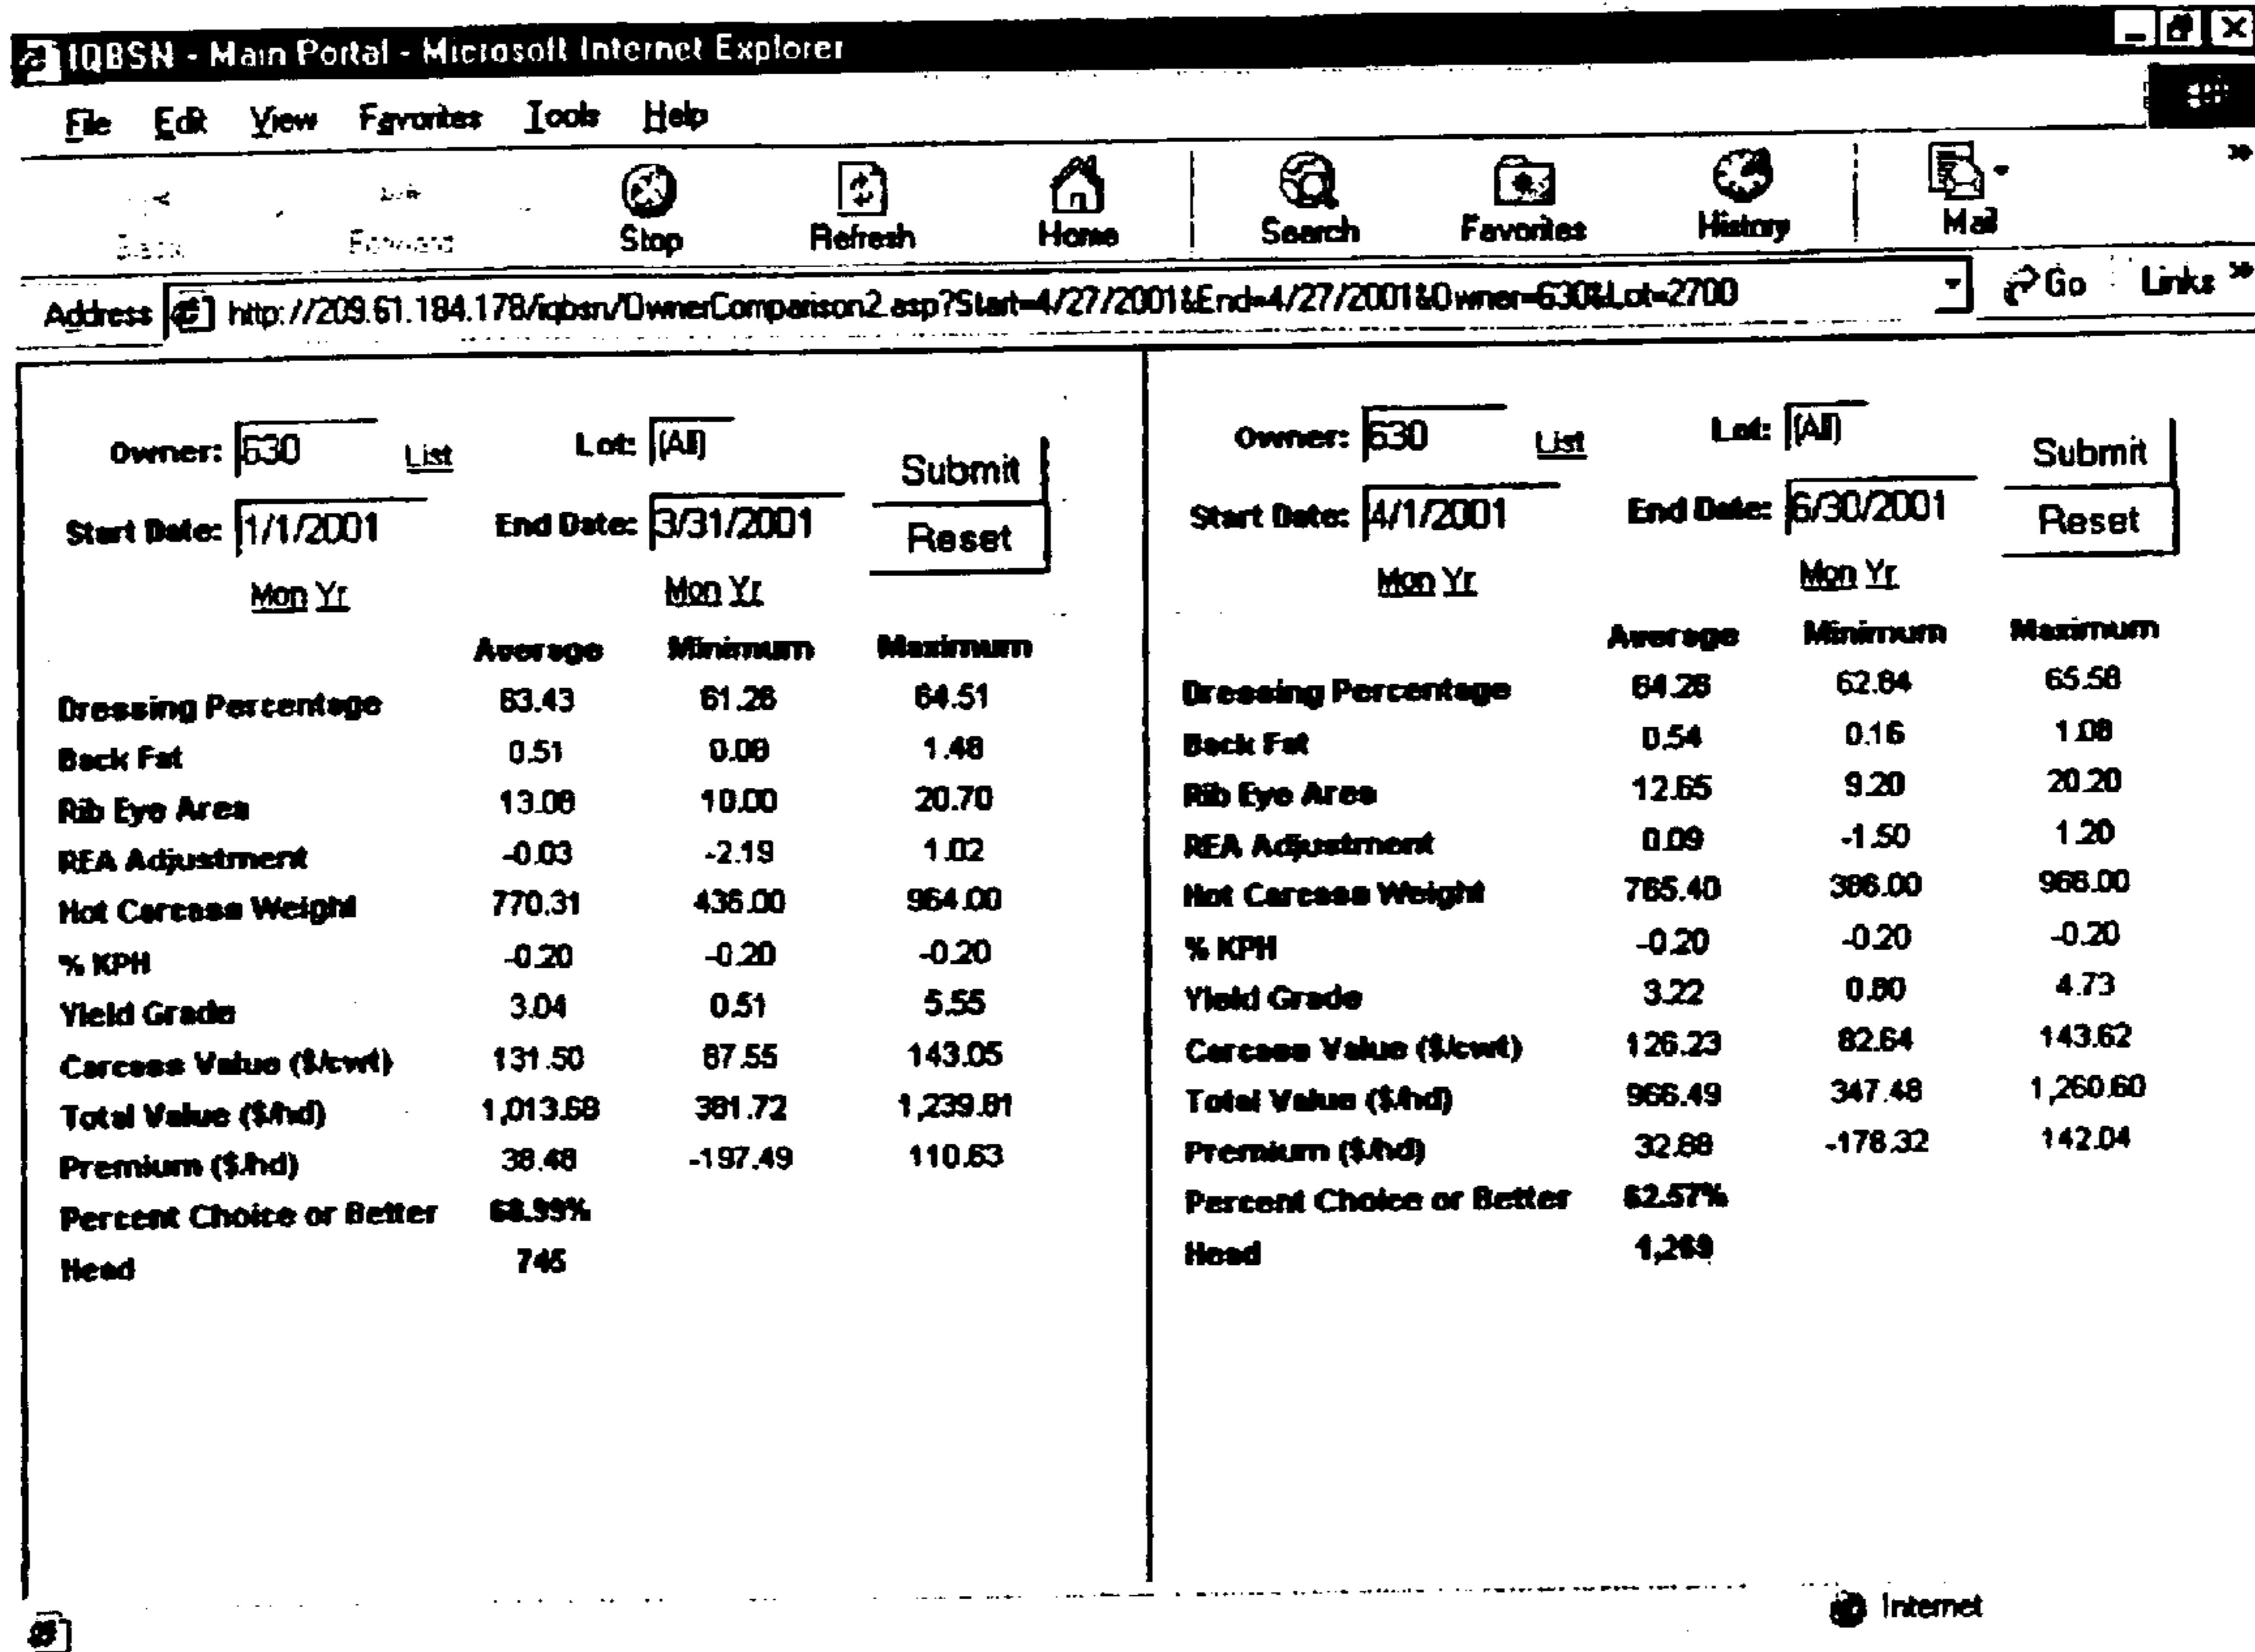 IQBSN - Main Portal - Microsoft Internet Explorer
File Edit View Favorites Tools Help
Back Forward Stop Refresh Home Search Favorites History Mail »
Address http://209.61.184.178/iqbsn/OwnerComparison2.asp?Start=4/27/2001&End=4/27/2001&Owner=630&Lot=2700 Go Links »
Owner: 630 List Lot: (All) Submit
Start Date: 1/1/2001 End Date: 3/31/2001 Reset
Mon Yr Mon Yr
Average Minimum Maximum
Dressing Percentage 63.43 61.26 64.51
Back Fat 0.51 0.08 1.48
Rib Eye Area 13.08 10.00 20.70
REA Adjustment -0.03 -2.19 1.02
Hot Carcass Weight 770.31 436.00 964.00
% KPH -0.20 -0.20 -0.20
Yield Grade 3.04 0.51 5.55
Carcass Value ($/cwt) 131.50 87.55 143.05
Total Value ($/hd) 1,013.68 381.72 1,239.81
Premium ($/hd) 38.48 -197.49 110.63
Percent Choice or Better 68.99%
Head 745
Owner: 630 List Lot: (All) Submit
Start Date: 4/1/2001 End Date: 6/30/2001 Reset
Mon Yr Mon Yr
Average Minimum Maximum
Dressing Percentage 64.28 62.84 65.58
Back Fat 0.54 0.16 1.08
Rib Eye Area 12.65 9.20 20.20
REA Adjustment 0.09 -1.50 1.20
Hot Carcass Weight 765.40 386.00 968.00
% KPH -0.20 -0.20 -0.20
Yield Grade 3.22 0.80 4.73
Carcass Value ($/cwt) 126.23 82.64 143.62
Total Value ($/hd) 966.49 347.48 1,260.60
Premium ($/hd) 32.88 -178.32 142.04
Percent Choice or Better 62.57%
Head 1,269
Internet